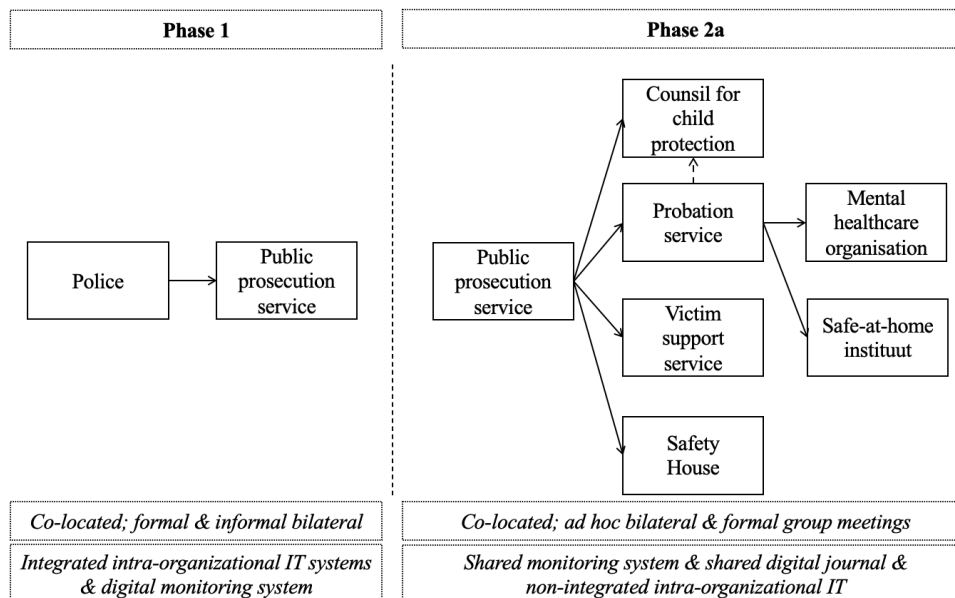 Phase 1
Phase 2a
Police
Public
prosecution
service
Public
prosecution
service
Counsil for
child
protection
Probation
service
Victim
support
service
Safety
House
Mental
healthcare
organisation
Safe-at-home
instituut
Co-located; formal & informal bilateral
Integrated intra-organizational IT systems
& digital monitoring system
Co-located; ad hoc bilateral & formal group meetings
Shared monitoring system & shared digital journal &
non-integrated intra-organizational IT